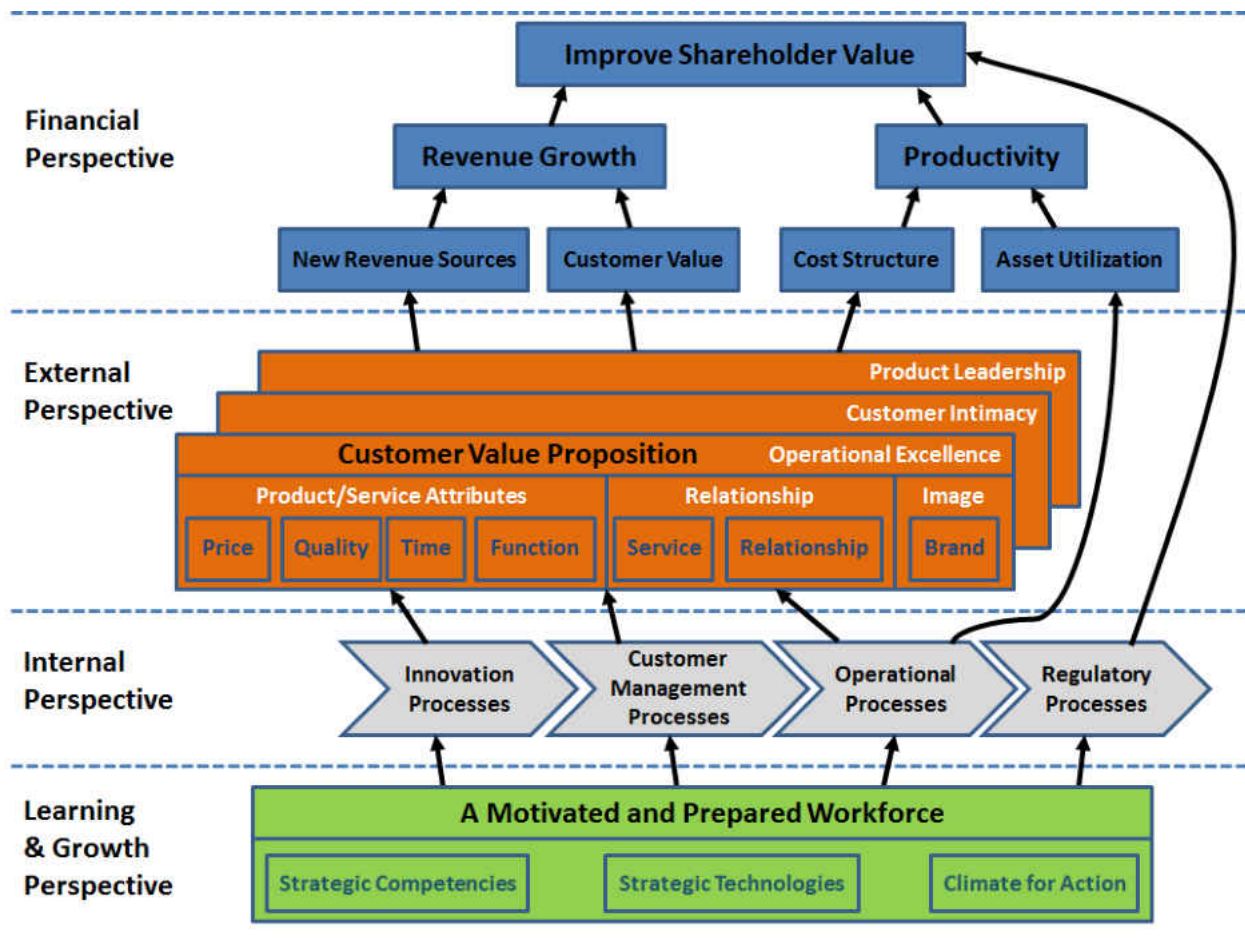 Improve Shareholder Value
Financial
Perspective
Revenue Growth
Productivity
New Revenue Sources
Customer Value
Cost Structure
Asset Utilization
External
Perspective
Product Leadership
Customer Intimacy
Customer Value Proposition
Operational Excellence
Product/Service Attributes
Relationship
Image
Price
Quality
Time
Function
Service
Relationship
Brand
Internal
Perspective
Innovation
Processes
Customer
Management
Processes
Operational
Processes
Regulatory
Processes
Learning
& Growth
Perspective
A Motivated and Prepared Workforce
Strategic Competencies
Strategic Technologies
Climate for Action